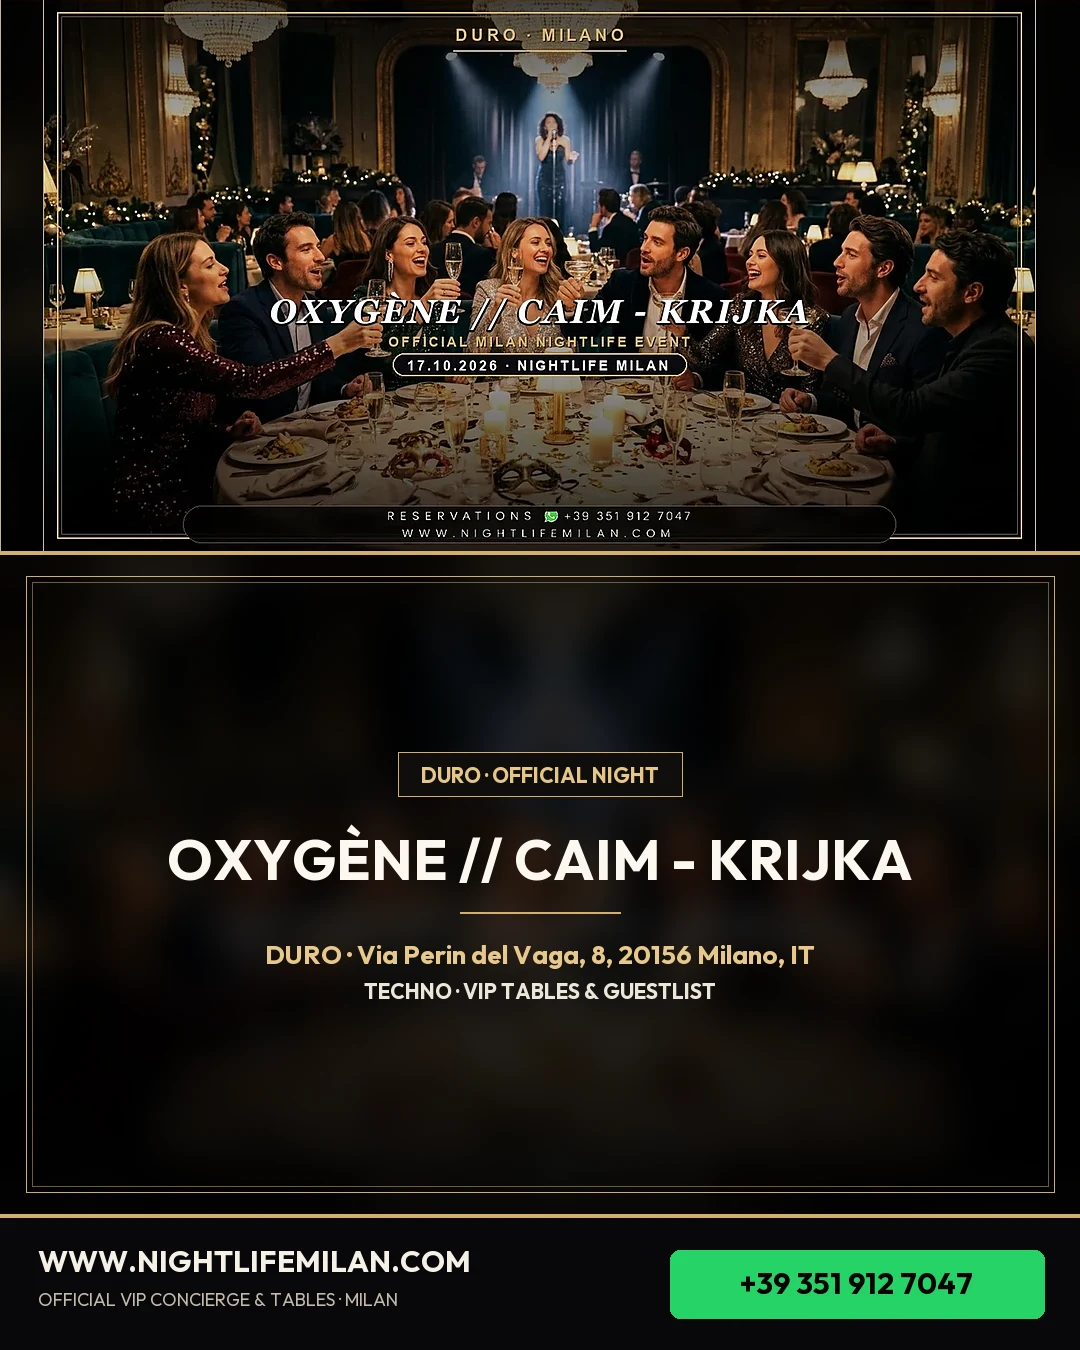 DURO · MILANO
OXYGÈNE // CAIM - KRIJKA
OFFICIAL MILAN NIGHTLIFE EVENT
17.10.2026 · NIGHTLIFE MILAN
RESERVATIONS +39 351 912 7047
WWW.NIGHTLIFEMILAN.COM
DURO · OFFICIAL NIGHT
OXYGÈNE // CAIM - KRIJKA
DURO · Via Perin del Vaga, 8, 20156 Milano, IT
TECHNO · VIP TABLES & GUESTLIST
WWW.NIGHTLIFEMILAN.COM
OFFICIAL VIP CONCIERGE & TABLES · MILAN
+39 351 912 7047